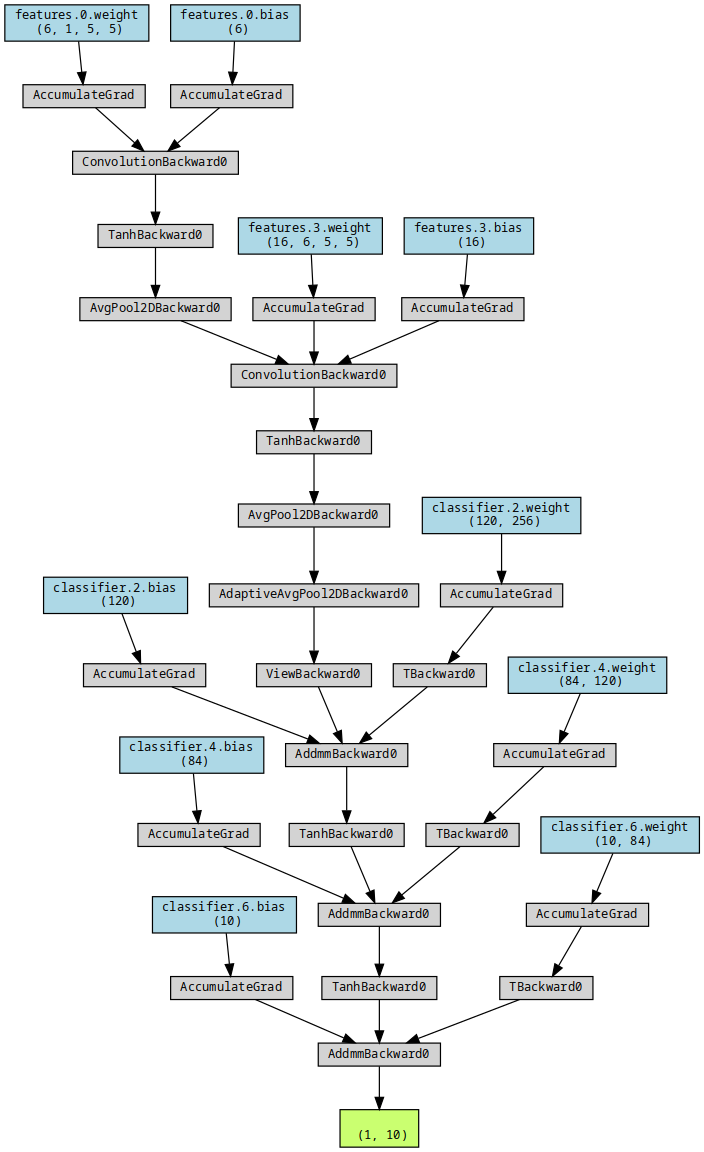 features.0.weight
(6, 1, 5, 5)
features.0.bias
(6)
AccumulateGrad
AccumulateGrad
ConvolutionBackward0
TanhBackward0
features.3.weight
(16, 6, 5, 5)
features.3.bias
(16)
AvgPool2DBackward0
AccumulateGrad
AccumulateGrad
ConvolutionBackward0
TanhBackward0
AvgPool2DBackward0
classifier.2.weight
(120, 256)
classifier.2.bias
(120)
AdaptiveAvgPool2DBackward0
AccumulateGrad
AccumulateGrad
ViewBackward0
TBackward0
classifier.4.weight
(84, 120)
classifier.4.bias
(84)
AddmmBackward0
AccumulateGrad
AccumulateGrad
TanhBackward0
TBackward0
classifier.6.weight
(10, 84)
classifier.6.bias
(10)
AddmmBackward0
AccumulateGrad
AccumulateGrad
TanhBackward0
TBackward0
AddmmBackward0
(1, 10)